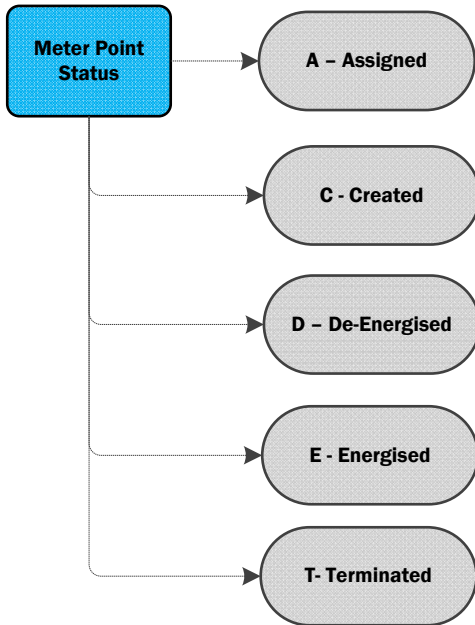 Meter Point
Status
A – Assigned
C - Created
D – De-Energised
E - Energised
T- Terminated